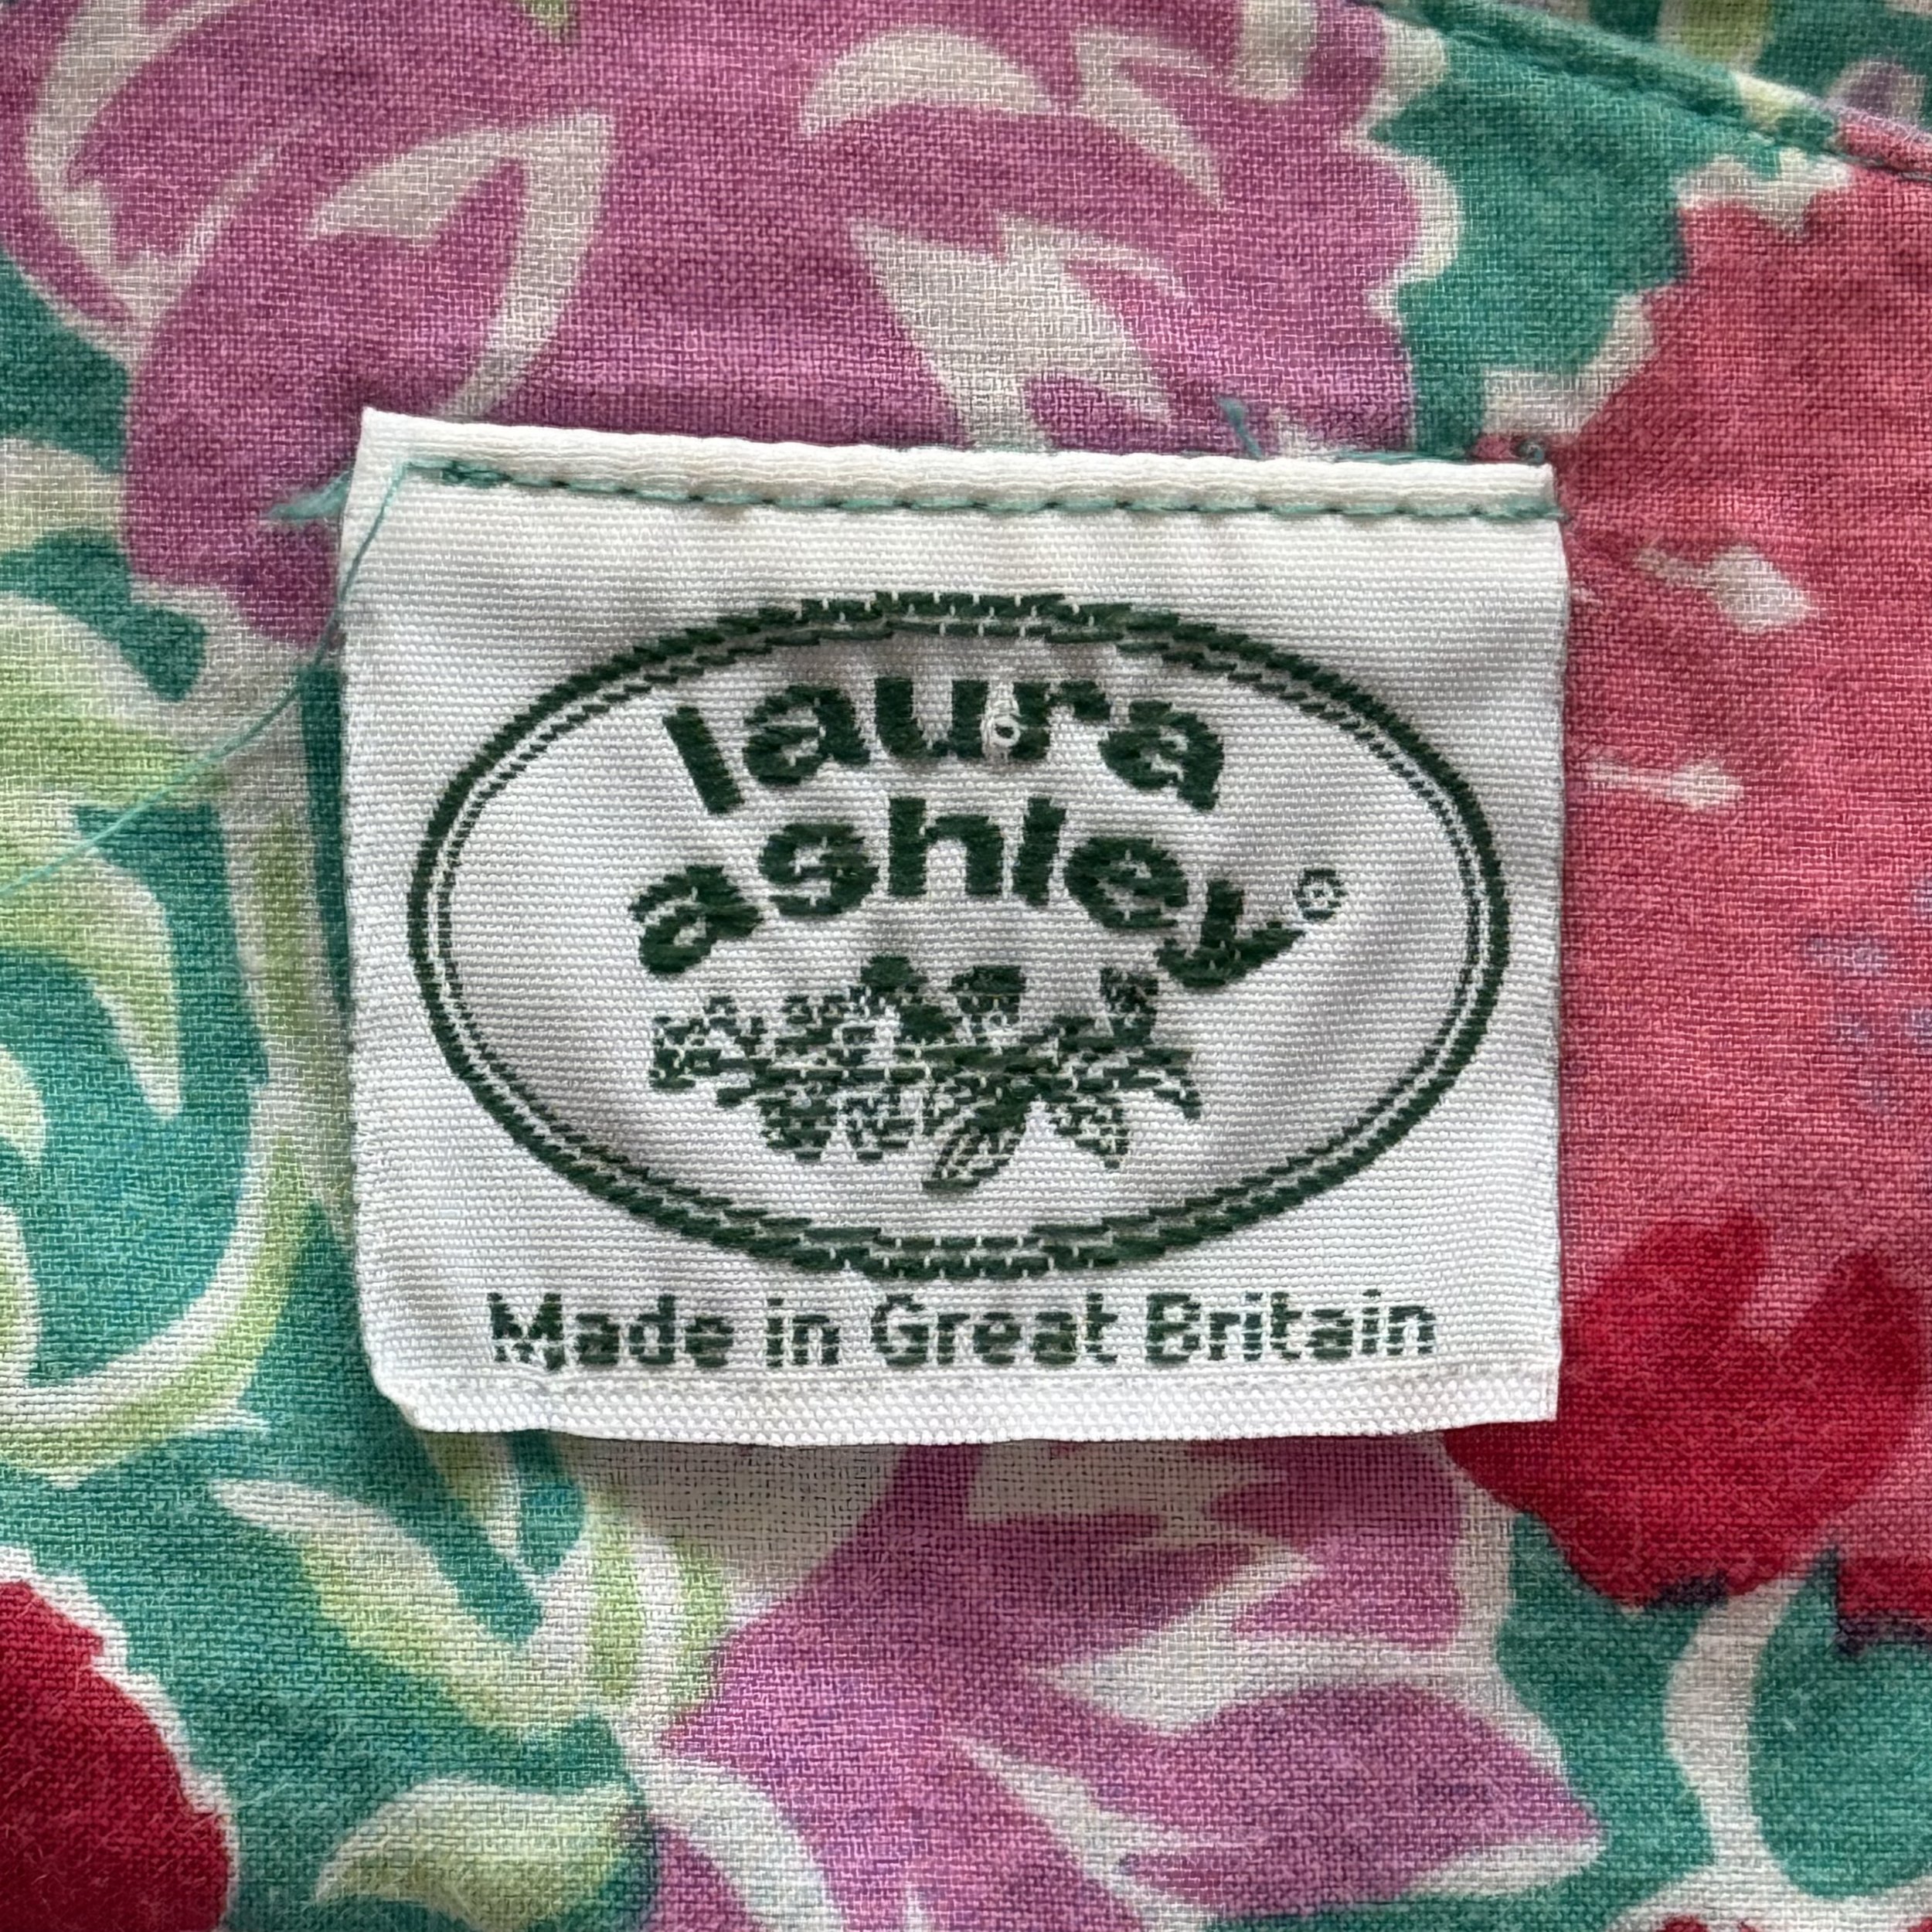 laura
ashley®
Made in Great Britain